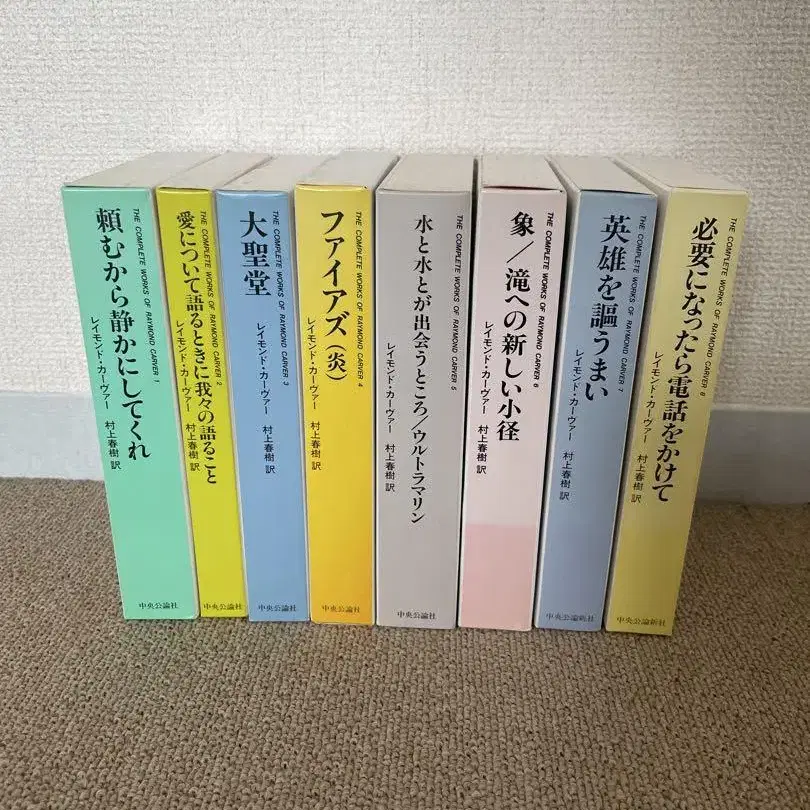 THE COMPLETE WORKS OF RAYMOND CARVER 1
頼むから静かにしてくれ
レイモンド・カーヴァー 村上春樹 訳
中央公論社
THE COMPLETE WORKS OF RAYMOND CARVER 2
愛について語るときに我々の語ること
レイモンド・カーヴァー 村上春樹 訳
中央公論社
THE COMPLETE WORKS OF RAYMOND CARVER 3
大聖堂
レイモンド・カーヴァー 村上春樹 訳
中央公論社
THE COMPLETE WORKS OF RAYMOND CARVER 4
ファイアズ(炎)
レイモンド・カーヴァー 村上春樹 訳
中央公論社
THE COMPLETE WORKS OF RAYMOND CARVER 5
水と水とが出会うところ/ウルトラマリン
レイモンド・カーヴァー 村上春樹 訳
中央公論社
THE COMPLETE WORKS OF RAYMOND CARVER 6
象/滝への新しい小径
レイモンド・カーヴァー 村上春樹 訳
中央公論社
THE COMPLETE WORKS OF RAYMOND CARVER 7
英雄を謳うまい
レイモンド・カーヴァー 村上春樹 訳
中央公論新社
THE COMPLETE WORKS OF RAYMOND CARVER 8
必要になったら電話をかけて
レイモンド・カーヴァー 村上春樹 訳
中央公論新社